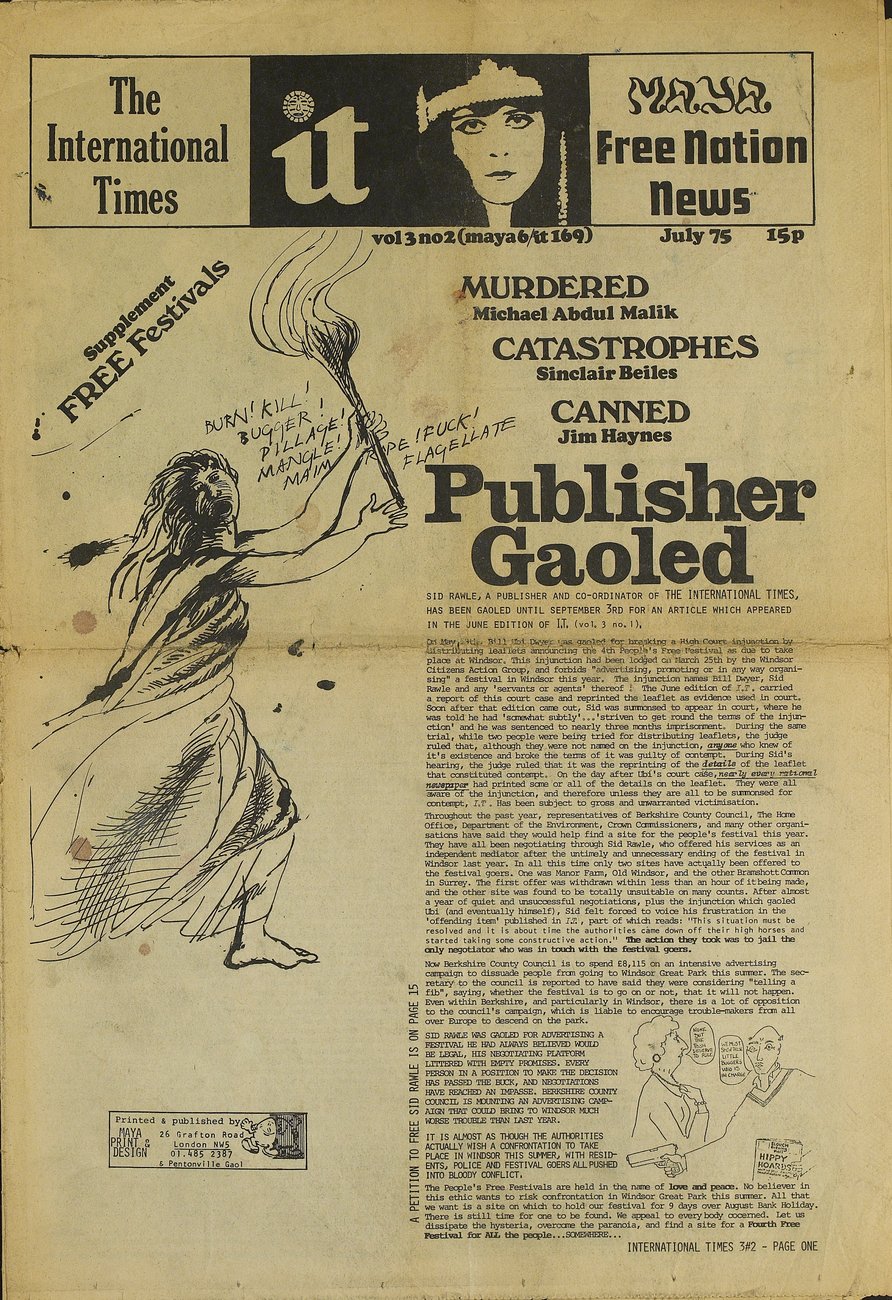 The
International
Times
it
MAYA
Free Nation
News
vol 3 no 2 (maya 6/it 169) July 75 15p
Supplement
FREE Festivals
BURN! KILL!
BUGGER!
PILLAGE!
MANGLE!
MAIM
RAPE! FUCK!
FLAGELLATE
MURDERED
Michael Abdul Malik
CATASTROPHES
Sinclair Beiles
CANNED
Jim Haynes
Publisher
Gaoled
SID RAWLE, A PUBLISHER AND CO-ORDINATOR OF THE INTERNATIONAL TIMES,
HAS BEEN GAOLED UNTIL SEPTEMBER 3RD FOR AN ARTICLE WHICH APPEARED
IN THE JUNE EDITION OF I.T. (vol. 3 no. 1),
On May, Bill Ubi Dwyer was gaoled for breaking a High Court injunction by
distributing leaflets announcing the 4th People's Free Festival as due to take
place at Windsor. This injunction had been lodged on March 25th by the Windsor
Citizens Action Group, and forbids "advertising, promoting or in any way organi-
sing" a festival in Windsor this year. The injunction names Bill Dwyer, Sid
Rawle and any 'servants or agents' thereof ! The June edition of I.T. carried
a report of this court case and reprinted the leaflet as evidence used in court.
Soon after that edition came out, Sid was summonsed to appear in court, where he
was told he had 'somewhat subtly'...'striven to get round the terms of the injun-
ction' and he was sentenced to nearly three months imprisonment. During the same
trial, while two people were being tried for distributing leaflets, the judge
ruled that, although they were not named on the injunction, anyone who knew of
it's existence and broke the terms of it was guilty of contempt. During Sid's
hearing, the judge ruled that it was the reprinting of the details of the leaflet
that constituted contempt. On the day after Ubi's court case, nearly every national
newspaper had printed some or all of the details on the leaflet. They were all
aware of the injunction, and therefore unless they are all to be summonsed for
contempt, I.T. Has been subject to gross and unwarranted victimisation.
Throughout the past year, representatives of Berkshire County Council, The Home
Office, Department of the Environment, Crown Commissioners, and many other organi-
sations have said they would help find a site for the people's festival this year.
They have all been negotiating through Sid Rawle, who offered his services as an
independent mediator after the untimely and unnecessary ending of the festival in
Windsor last year. In all this time only two sites have actually been offered to
the festival goers. One was Manor Farm, Old Windsor, and the other Bramshott Common
in Surrey. The first offer was withdrawn within less than an hour of it being made,
and the other site was found to be totally unsuitable on many counts. After almost
a year of quiet and unsuccessful negotiations, plus the injunction which gaoled
Ubi (and eventually himself), Sid felt forced to voice his frustration in the
'offending item' published in I.T., part of which reads: "This situation must be
resolved and it is about time the authorities came down off their high horses and
started taking some constructive action." The action they took was to jail the
only negotiator who was in touch with the festival goers.
Now Berkshire County Council is to spend £8,115 on an intensive advertising
campaign to dissuade people from going to Windsor Great Park this summer. The sec-
retary to the council is reported to have said they were considering "telling a
fib", saying, whether the festival is to go on or not, that it will not happen.
Even within Berkshire, and particularly in Windsor, there is a lot of opposition
to the council's campaign, which is liable to encourage trouble-makers from all
over Europe to descend on the park.
SID RAWLE WAS GAOLED FOR ADVERTISING A
FESTIVAL HE HAD ALWAYS BELIEVED WOULD
BE LEGAL, HIS NEGOTIATING PLATFORM
LITTERED WITH EMPTY PROMISES. EVERY
PERSON IN A POSITION TO MAKE THE DECISION
HAS PASSED THE BUCK, AND NEGOTIATIONS
HAVE REACHED AN IMPASSE. BERKSHIRE COUNTY
COUNCIL IS MOUNTING AN ADVERTISING CAMP-
AIGN THAT COULD BRING TO WINDSOR MUCH
WORSE TROUBLE THAN LAST YEAR.
IT IS ALMOST AS THOUGH THE AUTHORITIES
ACTUALLY WISH A CONFRONTATION TO TAKE
PLACE IN WINDSOR THIS SUMMER, WITH RESID-
ENTS, POLICE AND FESTIVAL GOERS ALL PUSHED
INTO BLOODY CONFLICT.
WE MUST
LITTLE
BUGGERS
WHO IS
IN CHARGE
HIPPY
HOARDS
The People's Free Festivals are held in the name of love and peace. No believer in
this ethic wants to risk confrontation in Windsor Great Park this summer. All that
we want is a site on which to hold our festival for 9 days over August Bank Holiday.
There is still time for one to be found. We appeal to everybody concerned. Let us
dissipate the hysteria, overcome the paranoia, and find a site for a Fourth Free
Festival for ALL the people...SOMEWHERE...
A PETITION TO FREE SID RAWLE IS ON PAGE 15
Printed & published by
MAYA
PRINT &
DESIGN
26 Grafton Road
London NW5
01.485 2387
& Pentonville Gaol
INTERNATIONAL TIMES 3#2 - PAGE ONE